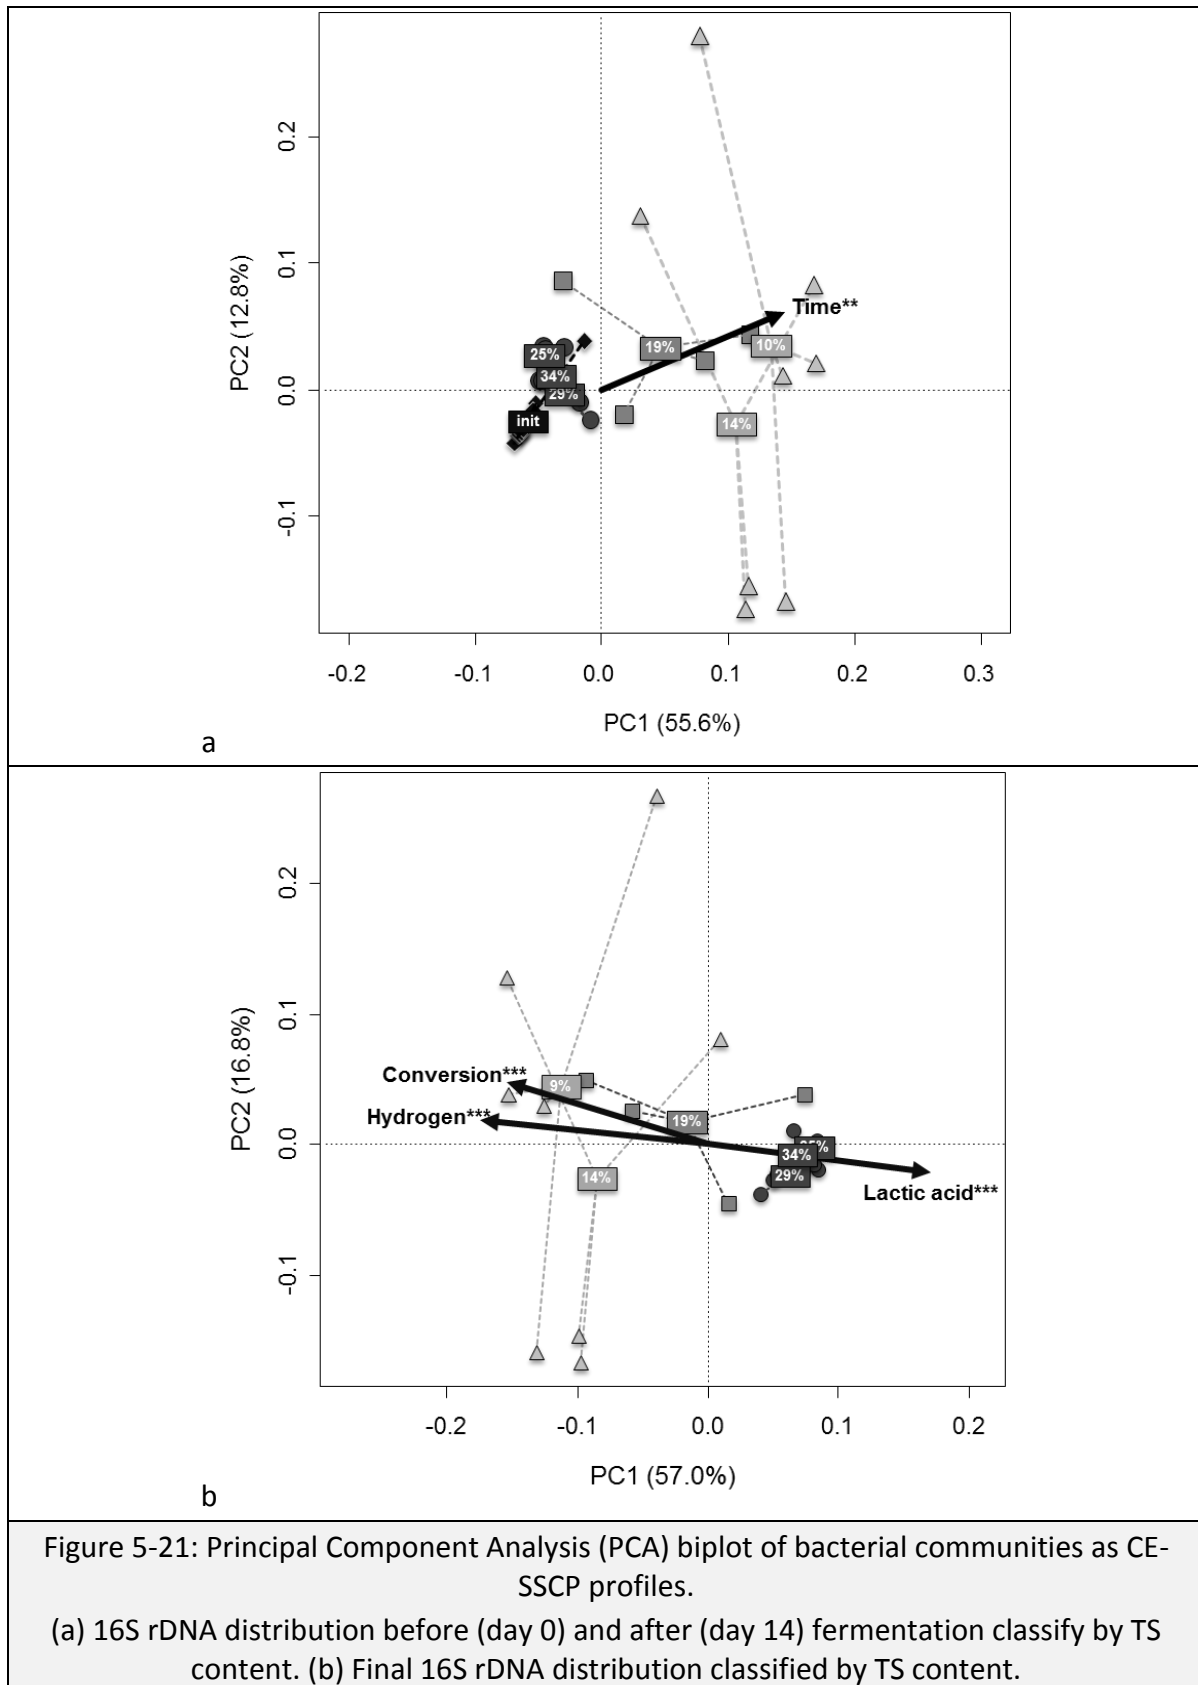 0.2
0.1
0.0
-0.1
PC2 (12.8%)
Time**
25%
34%
29%
init
19%
10%
14%
-0.2
-0.1
0.0
0.1
0.2
0.3
PC1 (55.6%)
a
0.2
0.1
0.0
-0.1
PC2 (16.8%)
Conversion***
Hydrogen***
9%
19%
14%
34%
29%
Lactic acid***
-0.2
-0.1
0.0
0.1
0.2
PC1 (57.0%)
b
Figure 5-21: Principal Component Analysis (PCA) biplot of bacterial communities as CE-
SSCP profiles.
(a) 16S rDNA distribution before (day 0) and after (day 14) fermentation classify by TS
content. (b) Final 16S rDNA distribution classified by TS content.